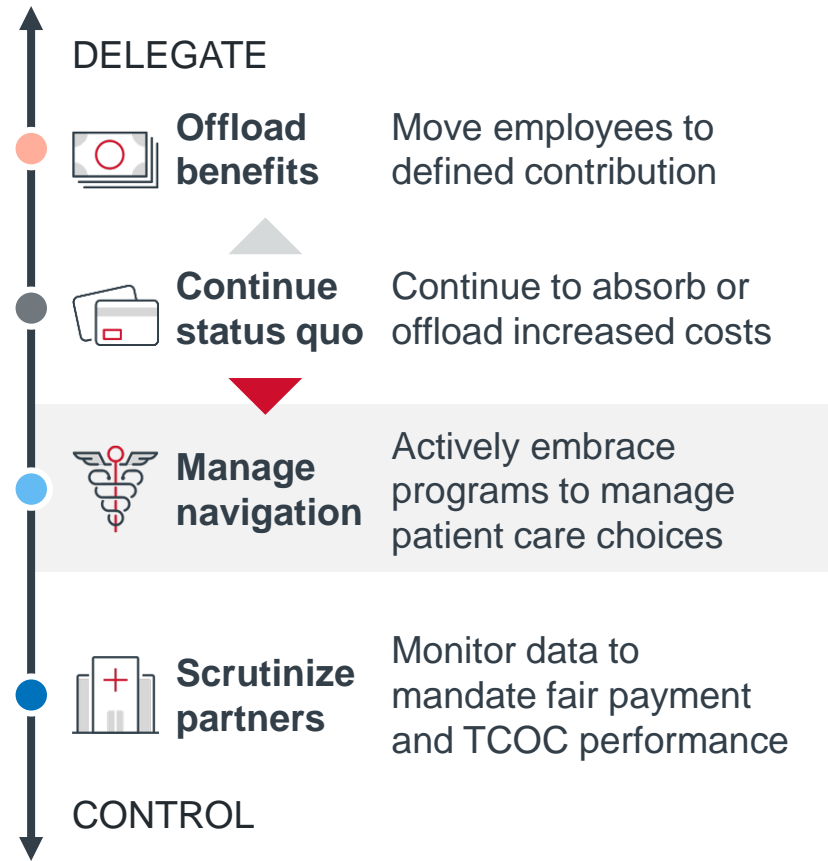 DELEGATE
Offload
benefits
Move employees to
defined contribution
Continue
status quo
Continue to absorb or
offload increased costs
Manage
navigation
Actively embrace
programs to manage
patient care choices
Scrutinize
partners
Monitor data to
mandate fair payment
and TCOC performance
CONTROL